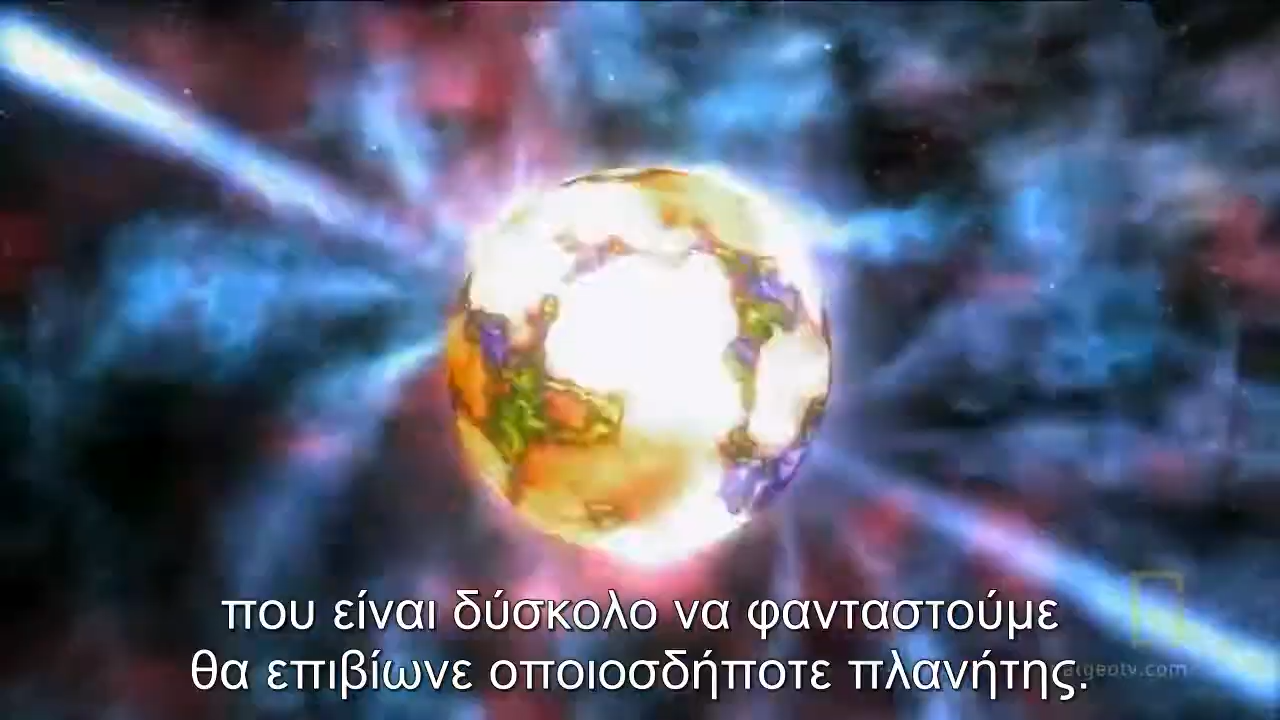 που είναι δύσκολο να φανταστούμε
θα επιβίωνε οποιοσδήποτε πλανήτης.